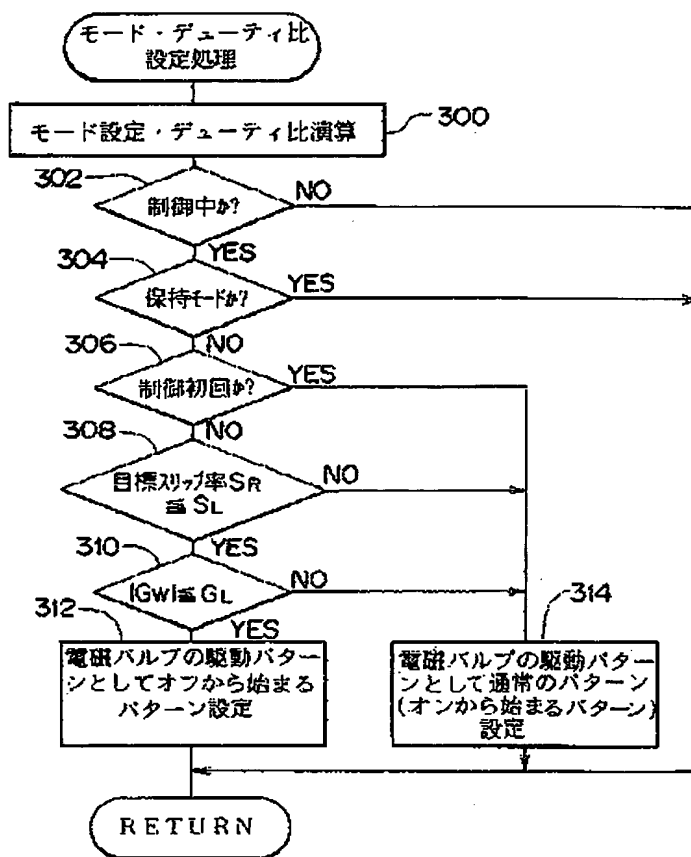 モード・デューティ比
設定処理
モード設定・デューティ比演算
300
302
制御中か?
NO
YES
304
保持モードか?
YES
NO
306
制御初回か?
YES
NO
308
目標スリップ率SR
≦SL
NO
YES
310
|GW|≦GL
NO
YES
312
電磁バルブの駆動パター
ンとしてオフから始まる
パターン設定
314
電磁バルブの駆動パター
ンとして通常のパターン
(オンから始まるパターン)
設定
RETURN